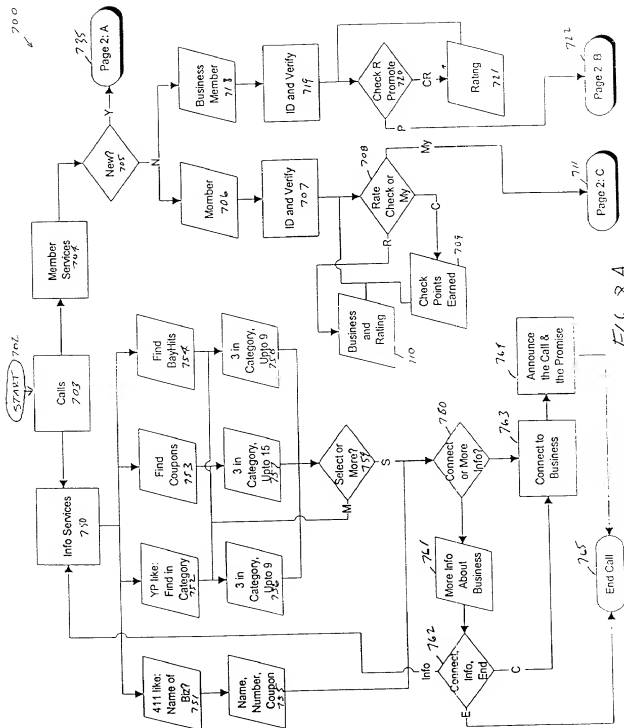 700
START 702
Calls
703
Member
Services
704
New?
705
Y
735
Page 2: A
N
Business
Member
718
ID and Verify
719
Check R
Promote
720
CR
Rating
721
P
722
Page 2 B
Momber
706
ID and Verify
707
708
Rate
Check or
My
My
711
Page 2: C
R
C
709
Check
Points
Earned
Business
and
Rating
710
Info Services
750
411 like:
Name of
Biz?
751
YP like:
Find in
Category
752
Find
Coupons
753
Find
BayHits
754
Name,
Number,
Coupon
755
3 in
Category,
Upto 9
756
3 in
Category,
Upto 15
757
3 in
Category,
Upto 9
Select or
More?
M
S
760
Connect
or More
Info?
761
More Info
About
Business
762
Connect,
Info,
End
Info
C
E
763
Connect to
Business
764
Announce
the Call &
the Promise
765
End Call
FIG 8A